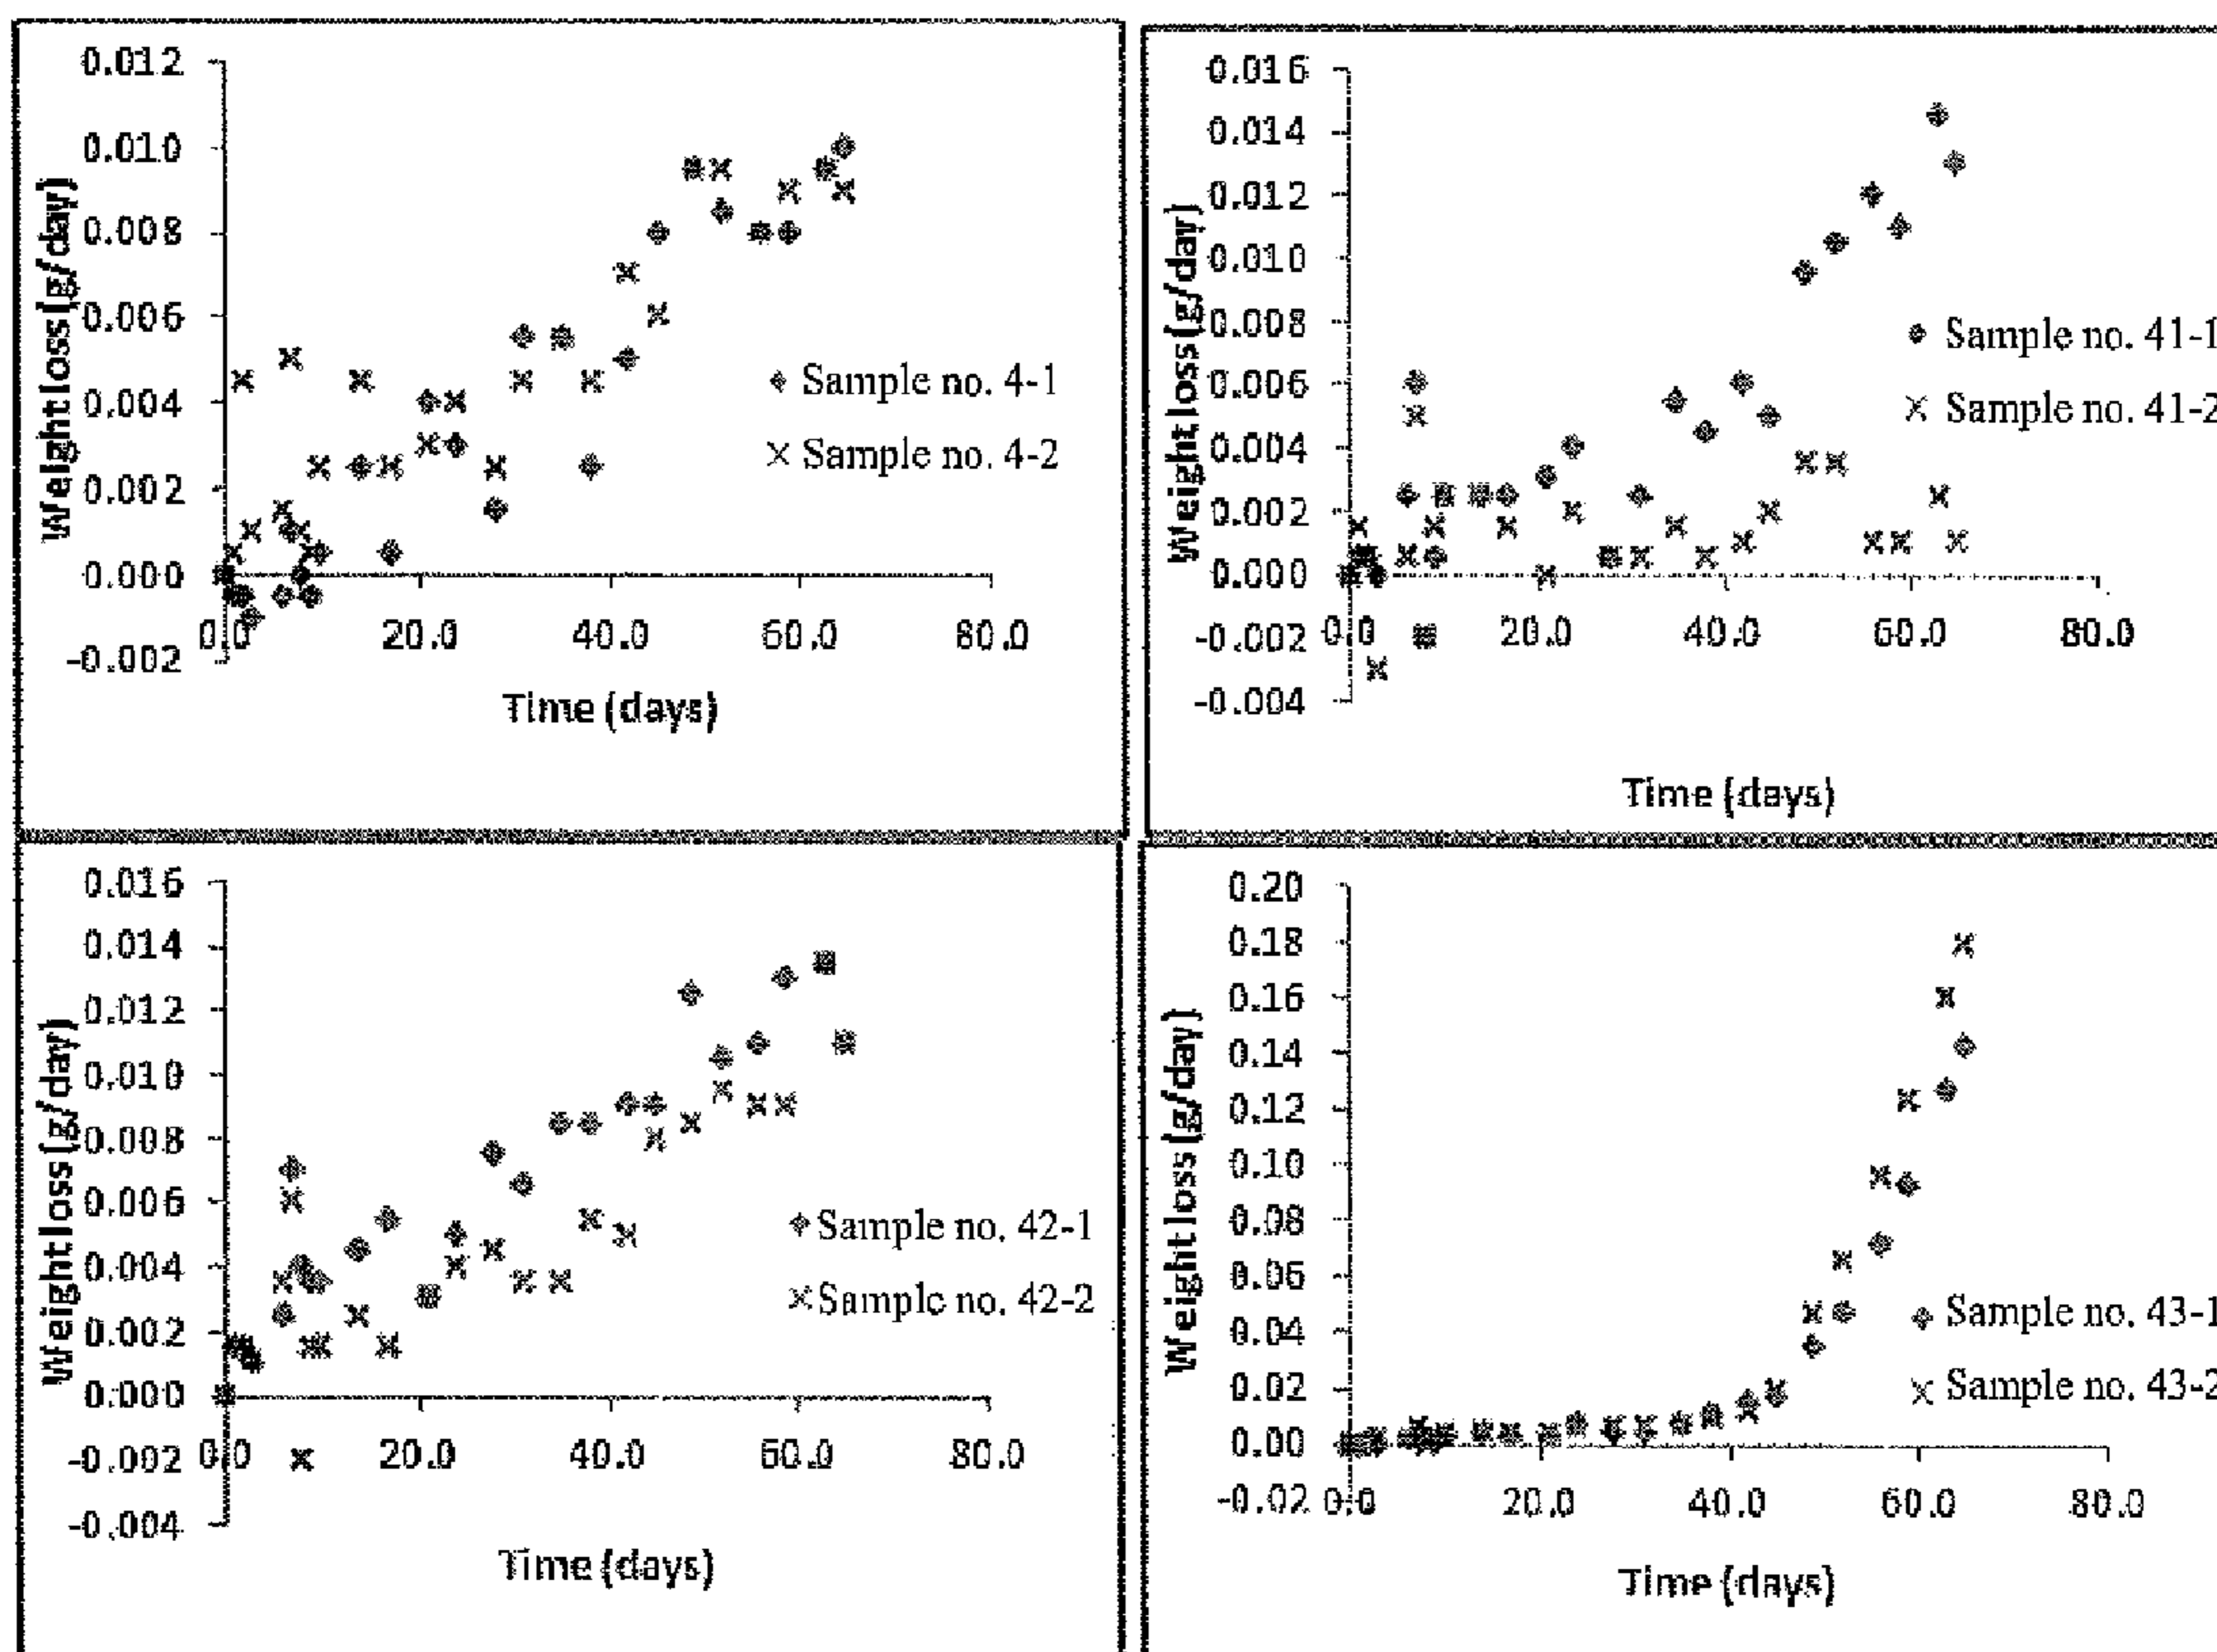 0.012
0.010
0.008
0.006
0.004
0.002
0.000
-0.002
0.0 20.0 40.0 60.0 80.0
Weightloss(g/day)
Time (days)
Sample no. 4-1
Sample no. 4-2
0.016
0.014
0.012
0.010
0.008
0.006
0.004
0.002
0.000
-0.002
-0.004
0.0 20.0 40.0 60.0 80.0
Weightloss(g/day)
Time (days)
Sample no. 41-1
Sample no. 41-2
0.016
0.014
0.012
0.010
0.008
0.006
0.004
0.002
0.000
-0.002
-0.004
0.0 20.0 40.0 60.0 80.0
Weightloss(g/day)
Time (days)
Sample no. 42-1
Sample no. 42-2
0.20
0.18
0.16
0.14
0.12
0.10
0.08
0.06
0.04
0.02
0.00
-0.02
0.0 20.0 40.0 60.0 80.0
Weightloss(g/day)
Time (days)
Sample no. 43-1
Sample no. 43-2